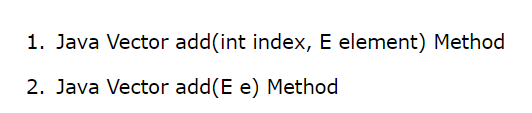 1. Java Vector add(int index, E element) Method
2. Java Vector add(E e) Method